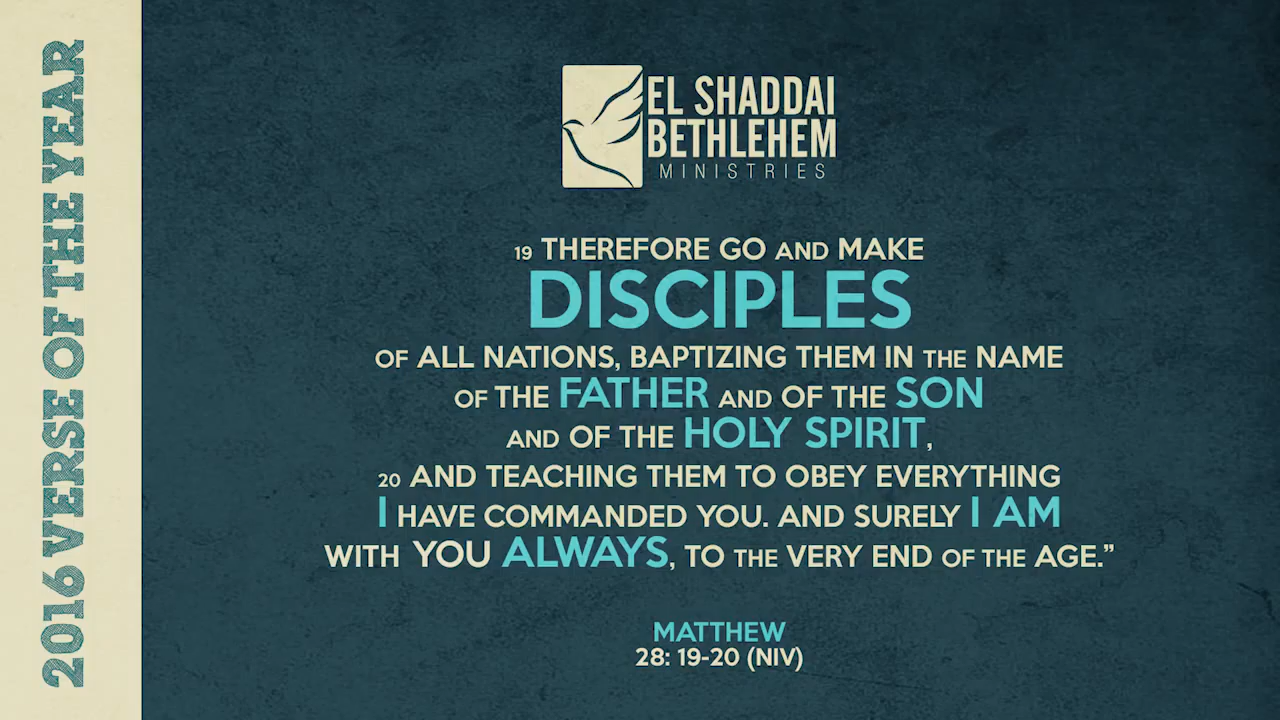 2016 VERSE OF THE YEAR
EL SHADDAI
BETHLEHEM
MINISTRIES
19 THEREFORE GO AND MAKE
DISCIPLES
OF ALL NATIONS, BAPTIZING THEM IN THE NAME
OF THE FATHER AND OF THE SON
AND OF THE HOLY SPIRIT,
20 AND TEACHING THEM TO OBEY EVERYTHING
I HAVE COMMANDED YOU. AND SURELY I AM
WITH YOU ALWAYS, TO THE VERY END OF THE AGE.”
MATTHEW
28: 19-20 (NIV)